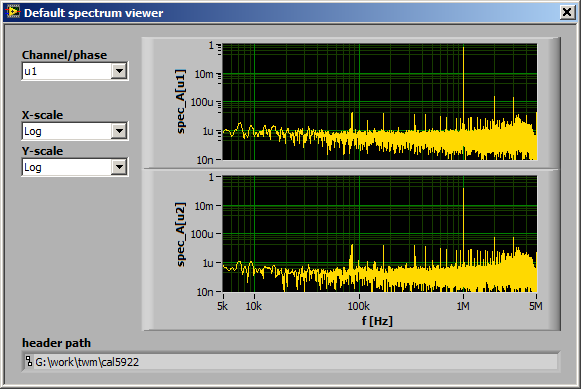 Default spectrum viewer
Channel/phase
u1
X-scale
Log
Y-scale
Log
spec_A[u1]
1
10m
100u
1u
10n
spec_A[u2]
1
10m
100u
1u
10n
5k 10k 100k 1M 5M
f [Hz]
header path
G:\work\twm\cal5922